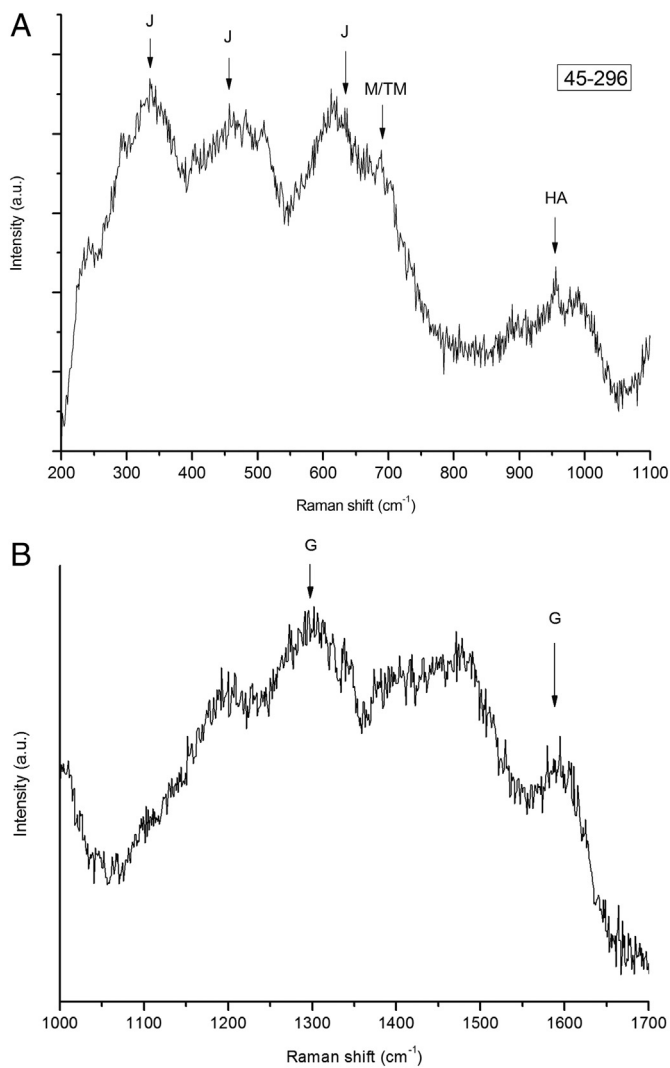 A
J
J
J
M/TM
45-296
HA
Intensity (a.u.)
200 300 400 500 600 700 800 900 1000 1100
Raman shift (cm⁻¹)
B
G
G
Intensity (a.u.)
1000 1100 1200 1300 1400 1500 1600 1700
Raman shift (cm⁻¹)